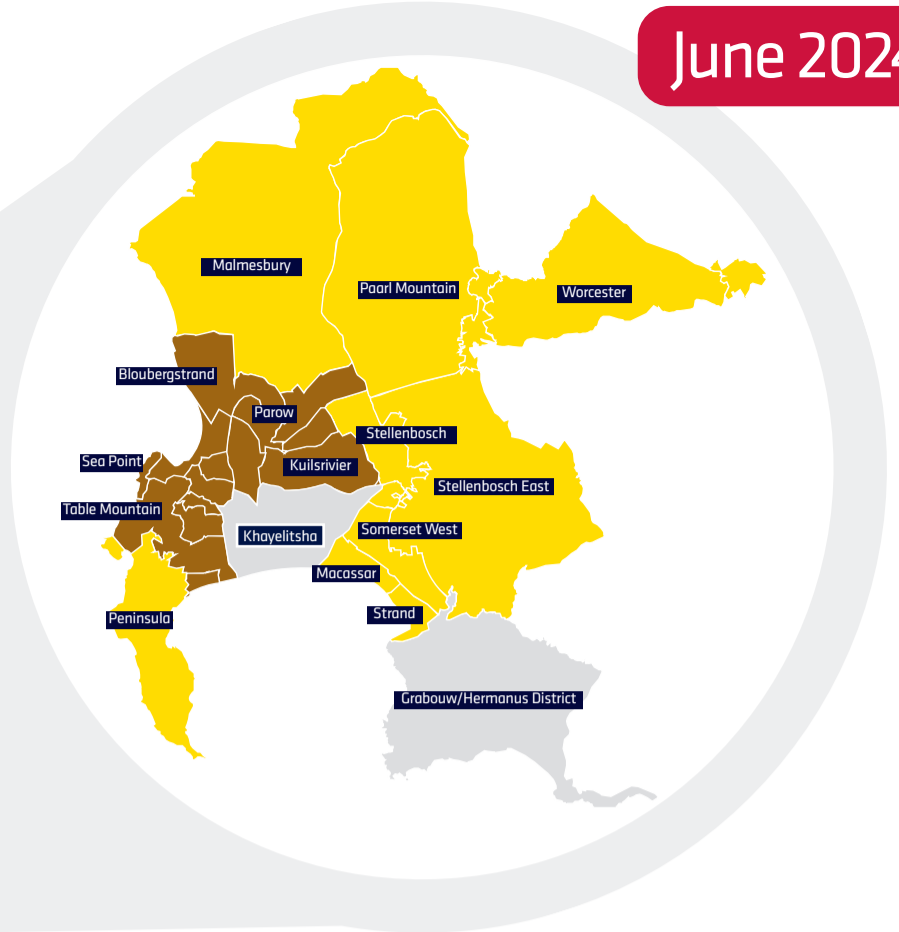 June 2024
Malmesbury
Paarl Mountain
Worcester
Bloubergstrand
Parow
Stellenbosch
Sea Point
Kuilsrivier
Stellenbosch East
Table Mountain
Somerset West
Khayelitsha
Macassar
Strand
Peninsula
Grabouw/Hermanus District